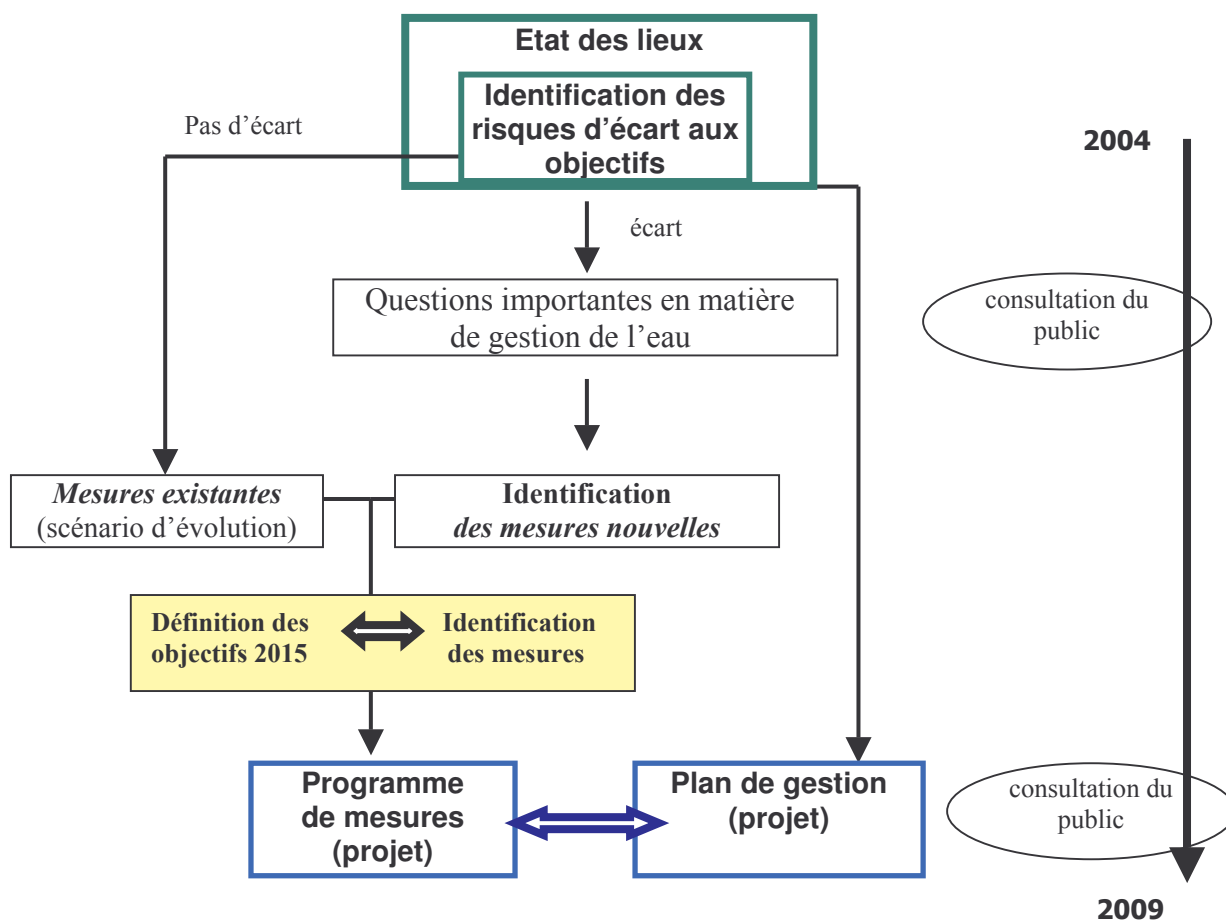 Etat des lieux
Identification des
risques d’écart aux
objectifs
Pas d’écart
2004
écart
Questions importantes en matière
de gestion de l’eau
consultation du
public
Mesures existantes
(scénario d’évolution)
Identification
des mesures nouvelles
Définition des
objectifs 2015
Identification
des mesures
Programme
de mesures
(projet)
Plan de gestion
(projet)
consultation du
public
2009